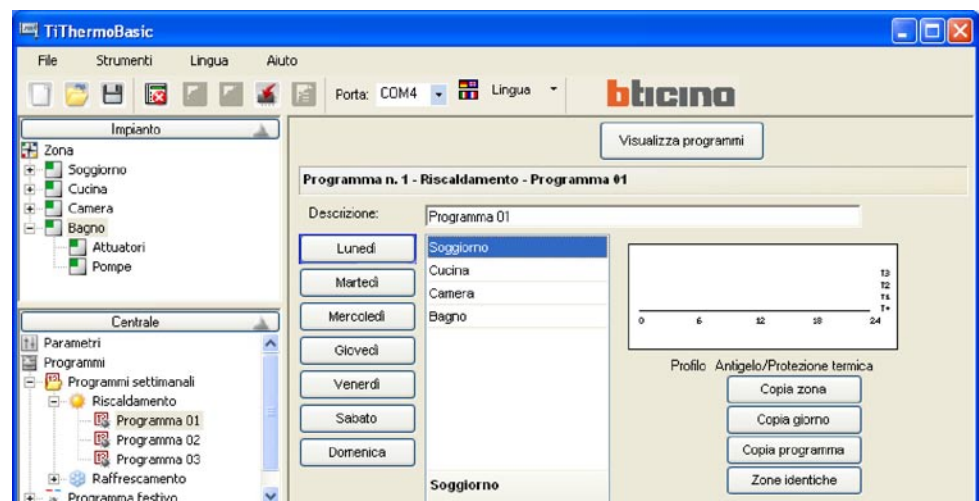 TiThermoBasic
File Strumenti Lingua Aiuto
Porta: COM4 Lingua bticino
Impianto
Zona
Soggiorno
Cucina
Camera
Bagno
Attuatori
Pompe
Centrale
Parametri
Programmi
Programmi settimanali
Riscaldamento
Programma 01
Programma 02
Programma 03
Raffrescamento
Programma festivo
Visualizza programmi
Programma n. 1 - Riscaldamento - Programma 01
Descrizione: Programma 01
Lunedì
Martedì
Mercoledì
Giovedì
Venerdì
Sabato
Domenica
Soggiorno
Cucina
Camera
Bagno
Soggiorno
T3
T2
T1
T*
0 6 12 18 24
Profilo Antigelo/Protezione termica
Copia zona
Copia giorno
Copia programma
Zone identiche